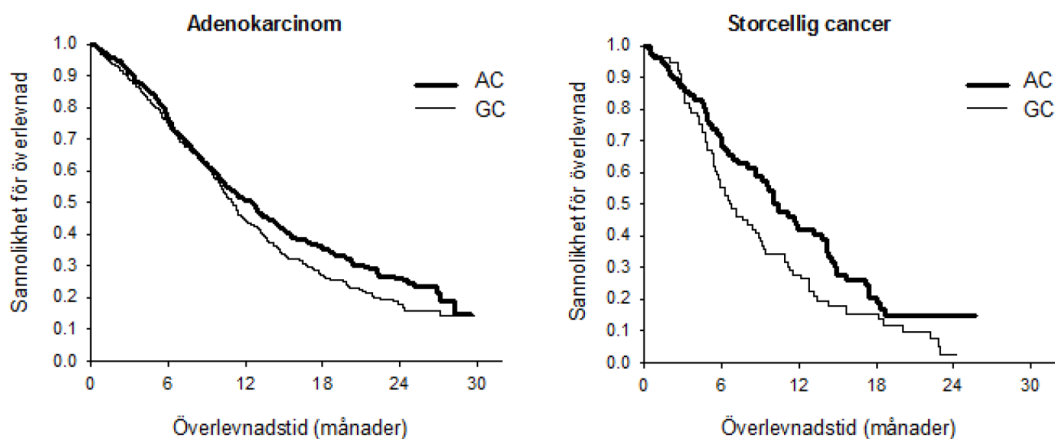 Adenokarcinom
1.0
0.9
0.8
0.7
0.6
0.5
0.4
0.3
0.2
0.1
0.0
Sannolikhet för överlevnad
AC
GC
0 6 12 18 24 30
Överlevnadstid (månader)
Storcellig cancer
1.0
0.9
0.8
0.7
0.6
0.5
0.4
0.3
0.2
0.1
0.0
Sannolikhet för överlevnad
AC
GC
0 6 12 18 24 30
Överlevnadstid (månader)